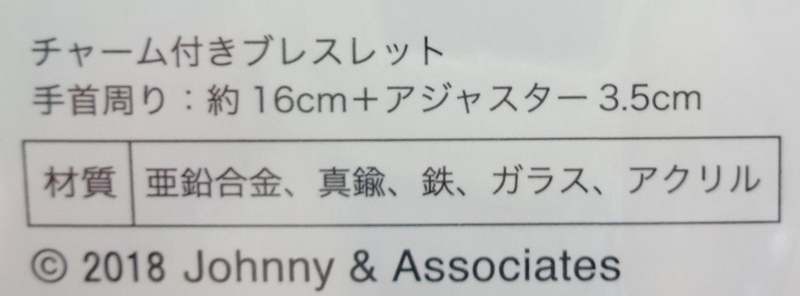 チャーム付きブレスレット
手首周り：約16cm＋アジャスター3.5cm
材質 亜鉛合金、真鍮、鉄、ガラス、アクリル
© 2018 Johnny & Associates